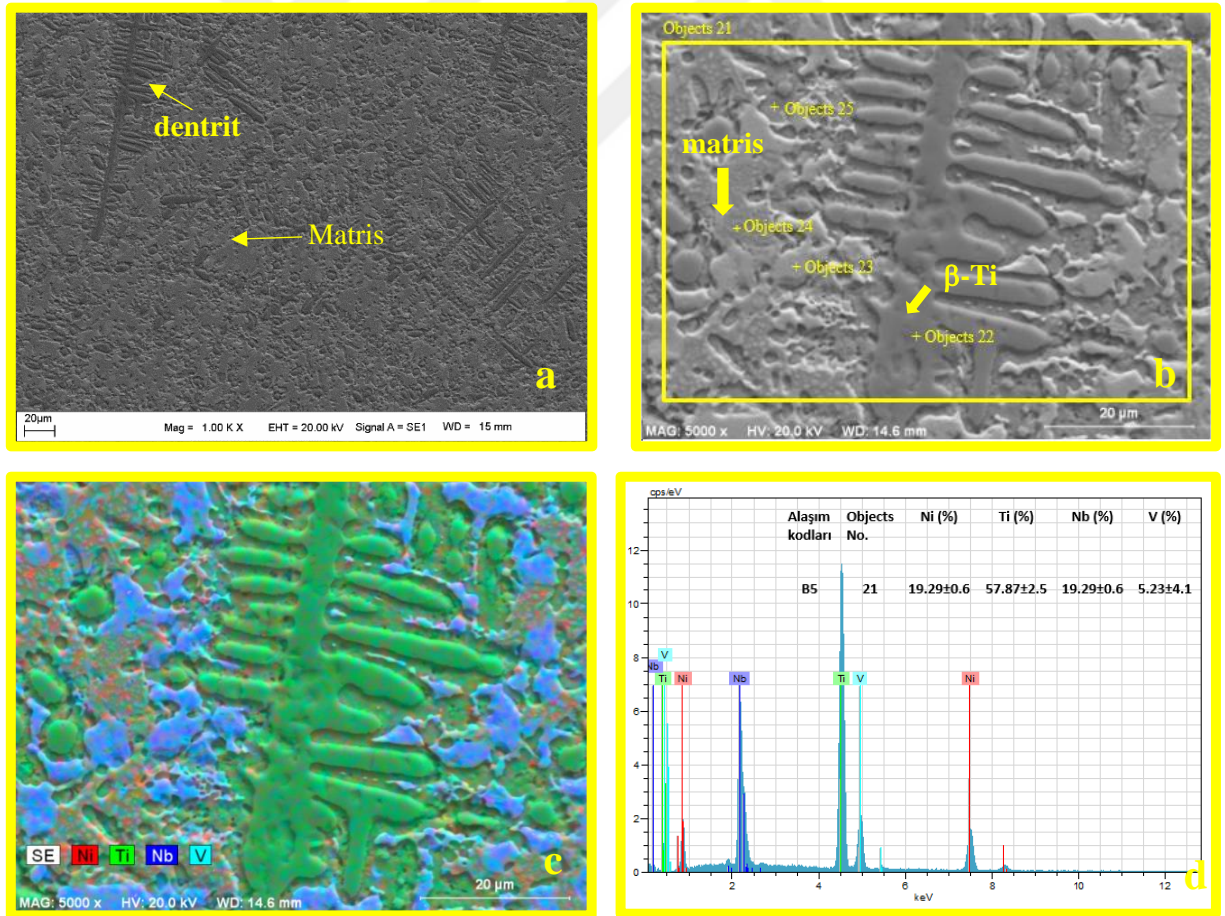 dentrit
Matris
a
20µm
Mag = 1.00 K X EHT = 20.00 kV Signal A = SE1 WD = 15 mm
Objects 21
+ Objects 25
matris
+ Objects 24
+ Objects 23
β-Ti
+ Objects 22
b
20 µm
MAG: 5000 x HV: 20.0 kV WD: 14.6 mm
SE Ni Ti Nb V
c
20 µm
MAG: 5000 x HV: 20.0 kV WD: 14.6 mm
cps/eV
Alaşım Objects Ni (%) Ti (%) Nb (%) V (%)
kodları No.
B5 21 19.29±0.6 57.87±2.5 19.29±0.6 5.23±4.1
12
10
8
6
4
2
0
V
Nb
Ti Ni Nb Ti V Ni
2 4 6 8 10 12
keV
d